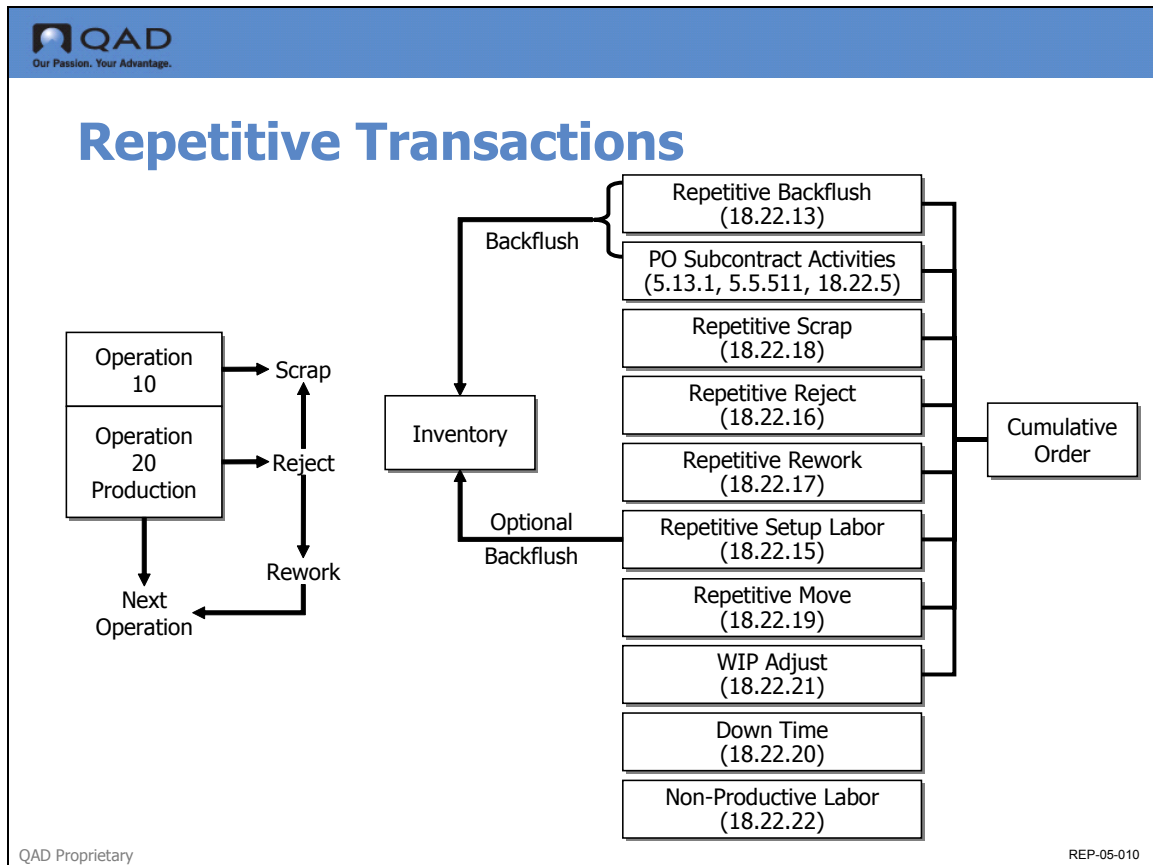 QAD
Our Passion. Your Advantage.
Repetitive Transactions
Operation
10
Operation
20
Production
Scrap
Reject
Rework
Next
Operation
Backflush
Inventory
Optional
Backflush
Repetitive Backflush
(18.22.13)
PO Subcontract Activities
(5.13.1, 5.5.511, 18.22.5)
Repetitive Scrap
(18.22.18)
Repetitive Reject
(18.22.16)
Repetitive Rework
(18.22.17)
Repetitive Setup Labor
(18.22.15)
Repetitive Move
(18.22.19)
WIP Adjust
(18.22.21)
Down Time
(18.22.20)
Non-Productive Labor
(18.22.22)
Cumulative
Order
QAD Proprietary
REP-05-010